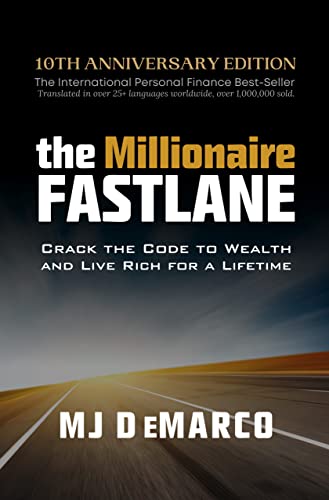 10TH ANNIVERSARY EDITION
The International Personal Finance Best-Seller
Translated in over 25+ languages worldwide, over 1,000,000 sold.
the Millionaire
FASTLANE
CRACK THE CODE TO WEALTH
AND LIVE RICH FOR A LIFETIME
MJ DEMARCO